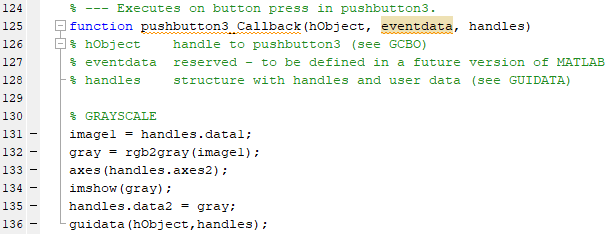 124 % --- Executes on button press in pushbutton3.
125 function pushbutton3_Callback(hObject, eventdata, handles)
126 % hObject    handle to pushbutton3 (see GCBO)
127 % eventdata  reserved - to be defined in a future version of MATLAB
128 % handles    structure with handles and user data (see GUIDATA)
129
130 % GRAYSCALE
131 image1 = handles.data1;
132 gray = rgb2gray(image1);
133 axes(handles.axes2);
134 imshow(gray);
135 handles.data2 = gray;
136 guidata(hObject,handles);